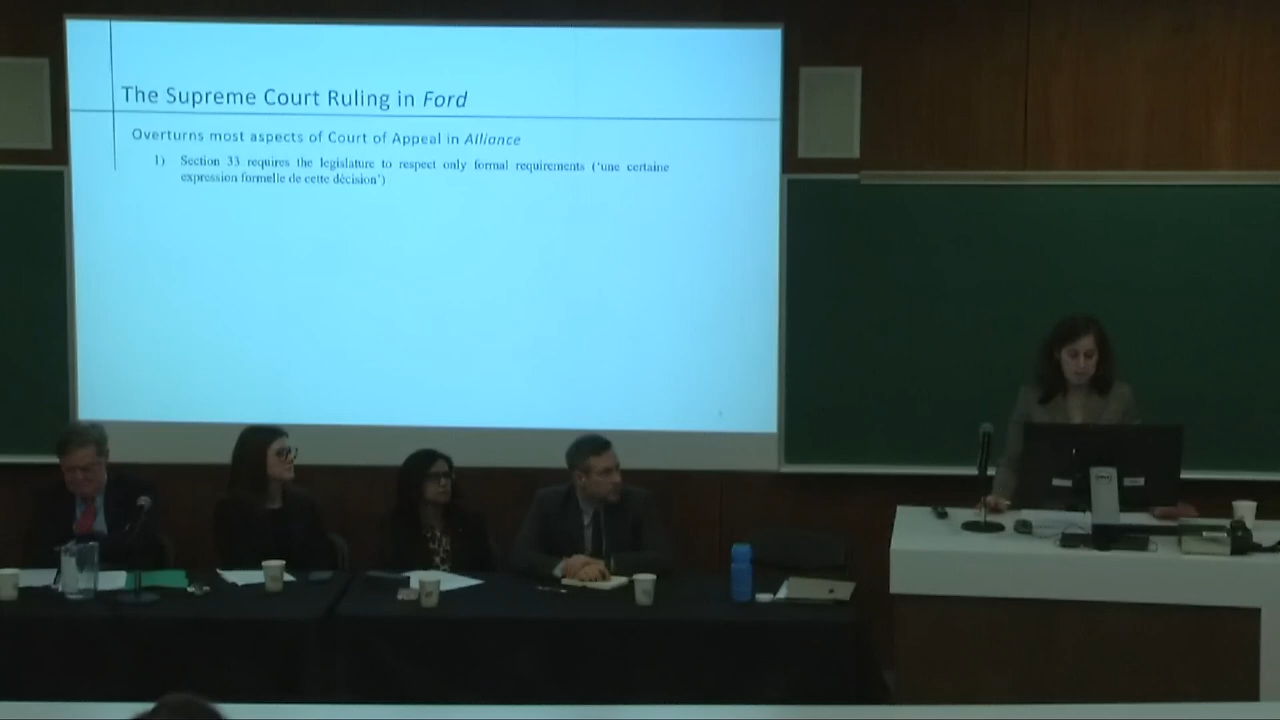 The Supreme Court Ruling in Ford
Overturns most aspects of Court of Appeal in Alliance
1) Section 33 requires the legislature to respect only formal requirements (‘une certaine
expression formelle de cette décision’)
DELL